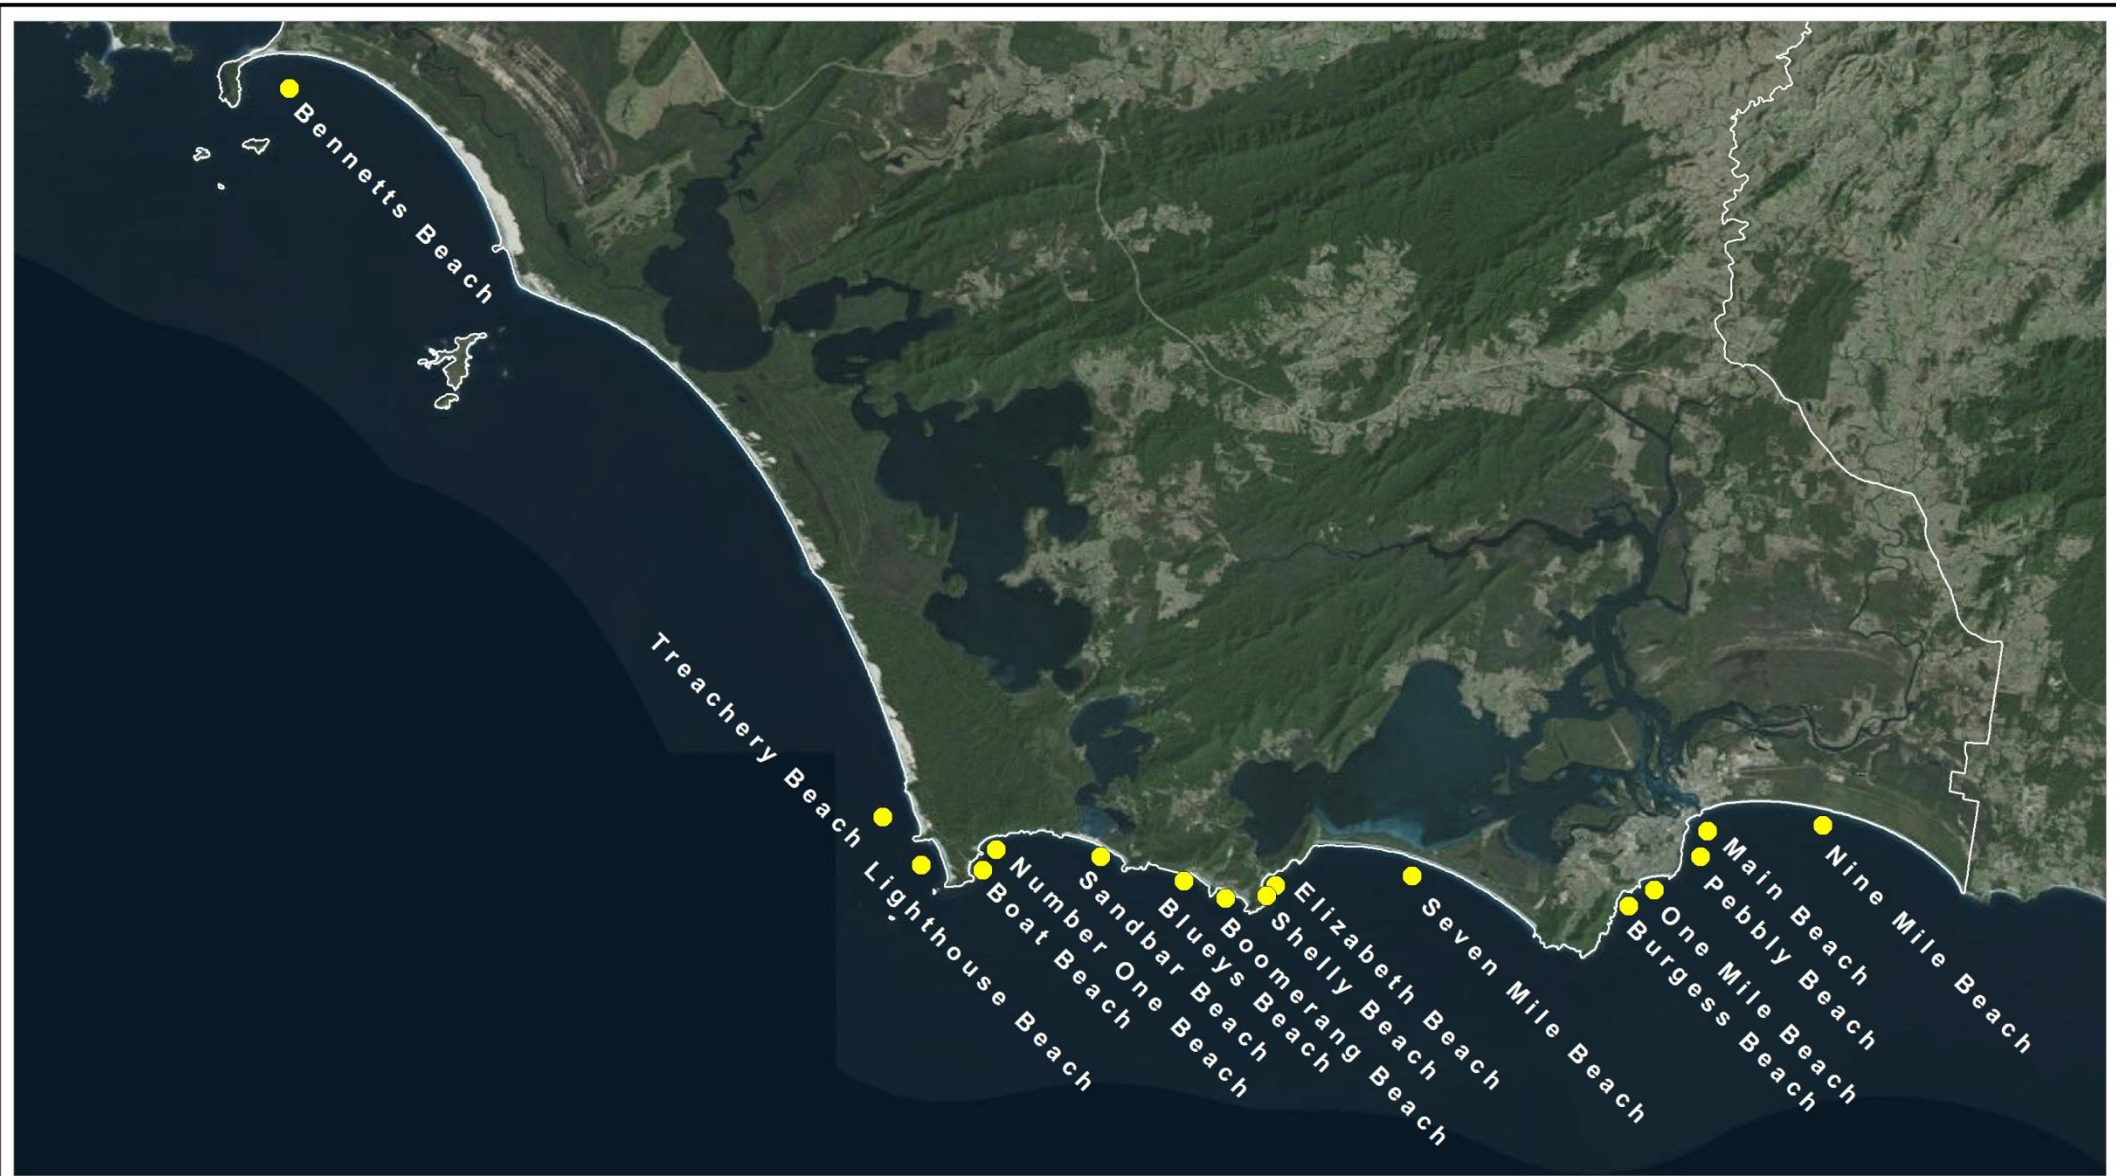 Bennetts Beach
Treachery Beach
Lighthouse Beach
Boat Beach
Number One Beach
Sandbar Beach
Blueys Beach
Boomerang Beach
Shelly Beach
Elizabeth Beach
Seven Mile Beach
Burgess Beach
One Mile Beach
Pebbly Beach
Main Beach
Nine Mile Beach